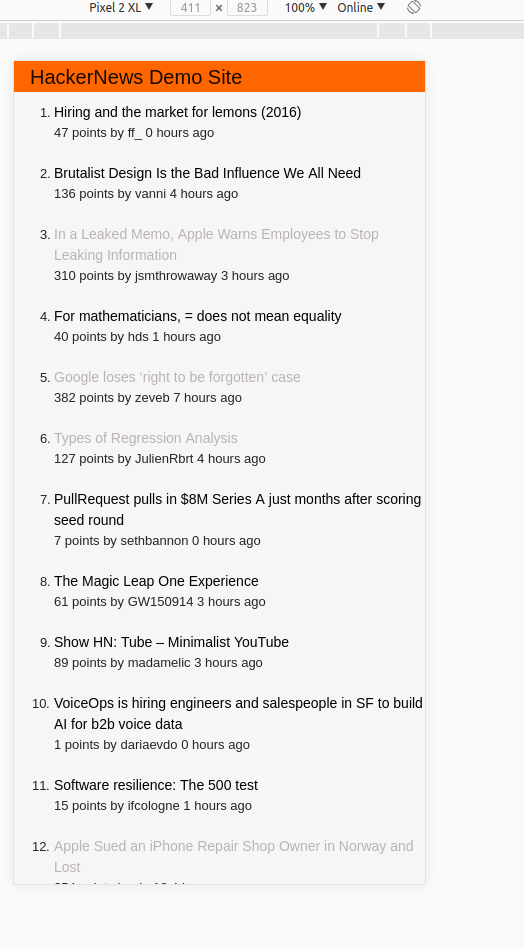 Pixel 2 XL ▼ 411 × 823 100% ▼ Online ▼
HackerNews Demo Site
1. Hiring and the market for lemons (2016)
47 points by ff_ 0 hours ago
2. Brutalist Design Is the Bad Influence We All Need
136 points by vanni 4 hours ago
3. In a Leaked Memo, Apple Warns Employees to Stop
Leaking Information
310 points by jsmthrowaway 3 hours ago
4. For mathematicians, = does not mean equality
40 points by hds 1 hours ago
5. Google loses ‘right to be forgotten’ case
382 points by zeveb 7 hours ago
6. Types of Regression Analysis
127 points by JulienRbrt 4 hours ago
7. PullRequest pulls in $8M Series A just months after scoring
seed round
7 points by sethbannon 0 hours ago
8. The Magic Leap One Experience
61 points by GW150914 3 hours ago
9. Show HN: Tube – Minimalist YouTube
89 points by madamelic 3 hours ago
10. VoiceOps is hiring engineers and salespeople in SF to build
AI for b2b voice data
1 points by dariaevdo 0 hours ago
11. Software resilience: The 500 test
15 points by ifcologne 1 hours ago
12. Apple Sued an iPhone Repair Shop Owner in Norway and
Lost